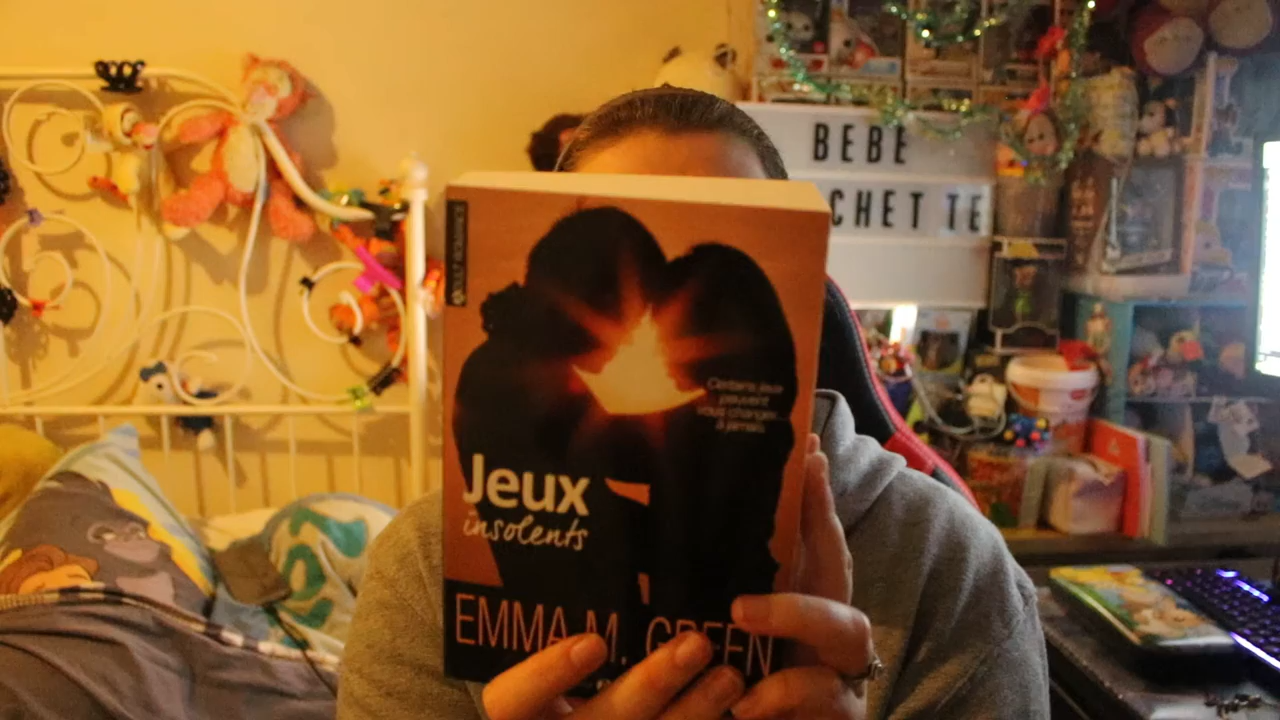 BEBE
CHET TE
Certains jeux
peuvent
vous changer...
à jamais.
Jeux
insolents
EMMA M. GREEN